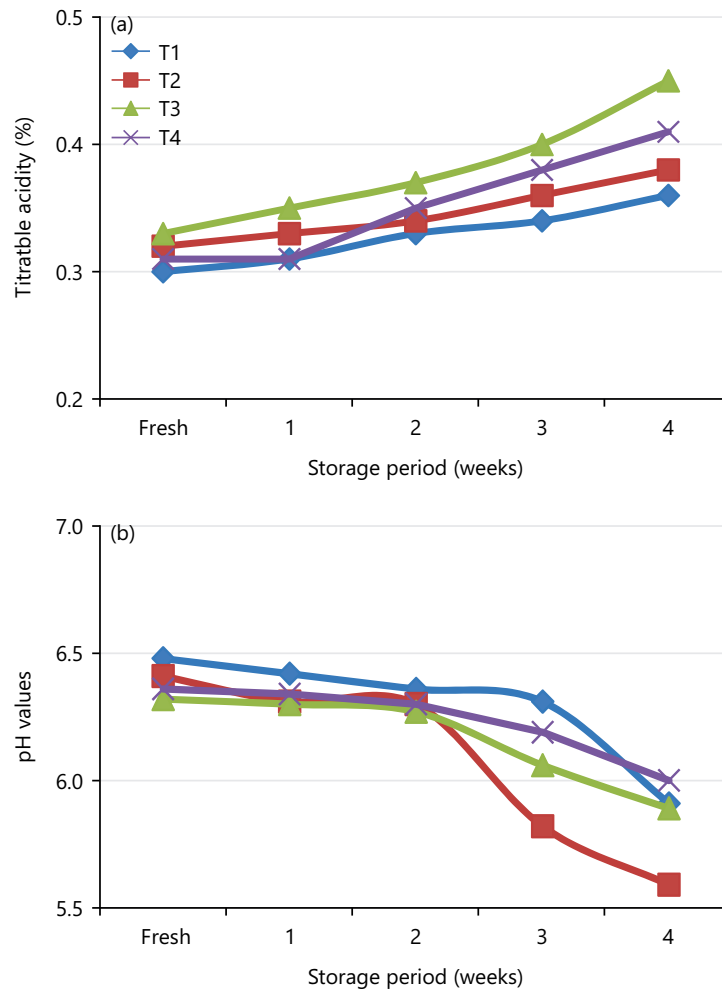 (a)
T1
T2
T3
T4
0.5
0.4
0.3
0.2
Titratble acidity (%)
Fresh 1 2 3 4
Storage period (weeks)
(b)
7.0
6.5
6.0
5.5
pH values
Fresh 1 2 3 4
Storage period (weeks)